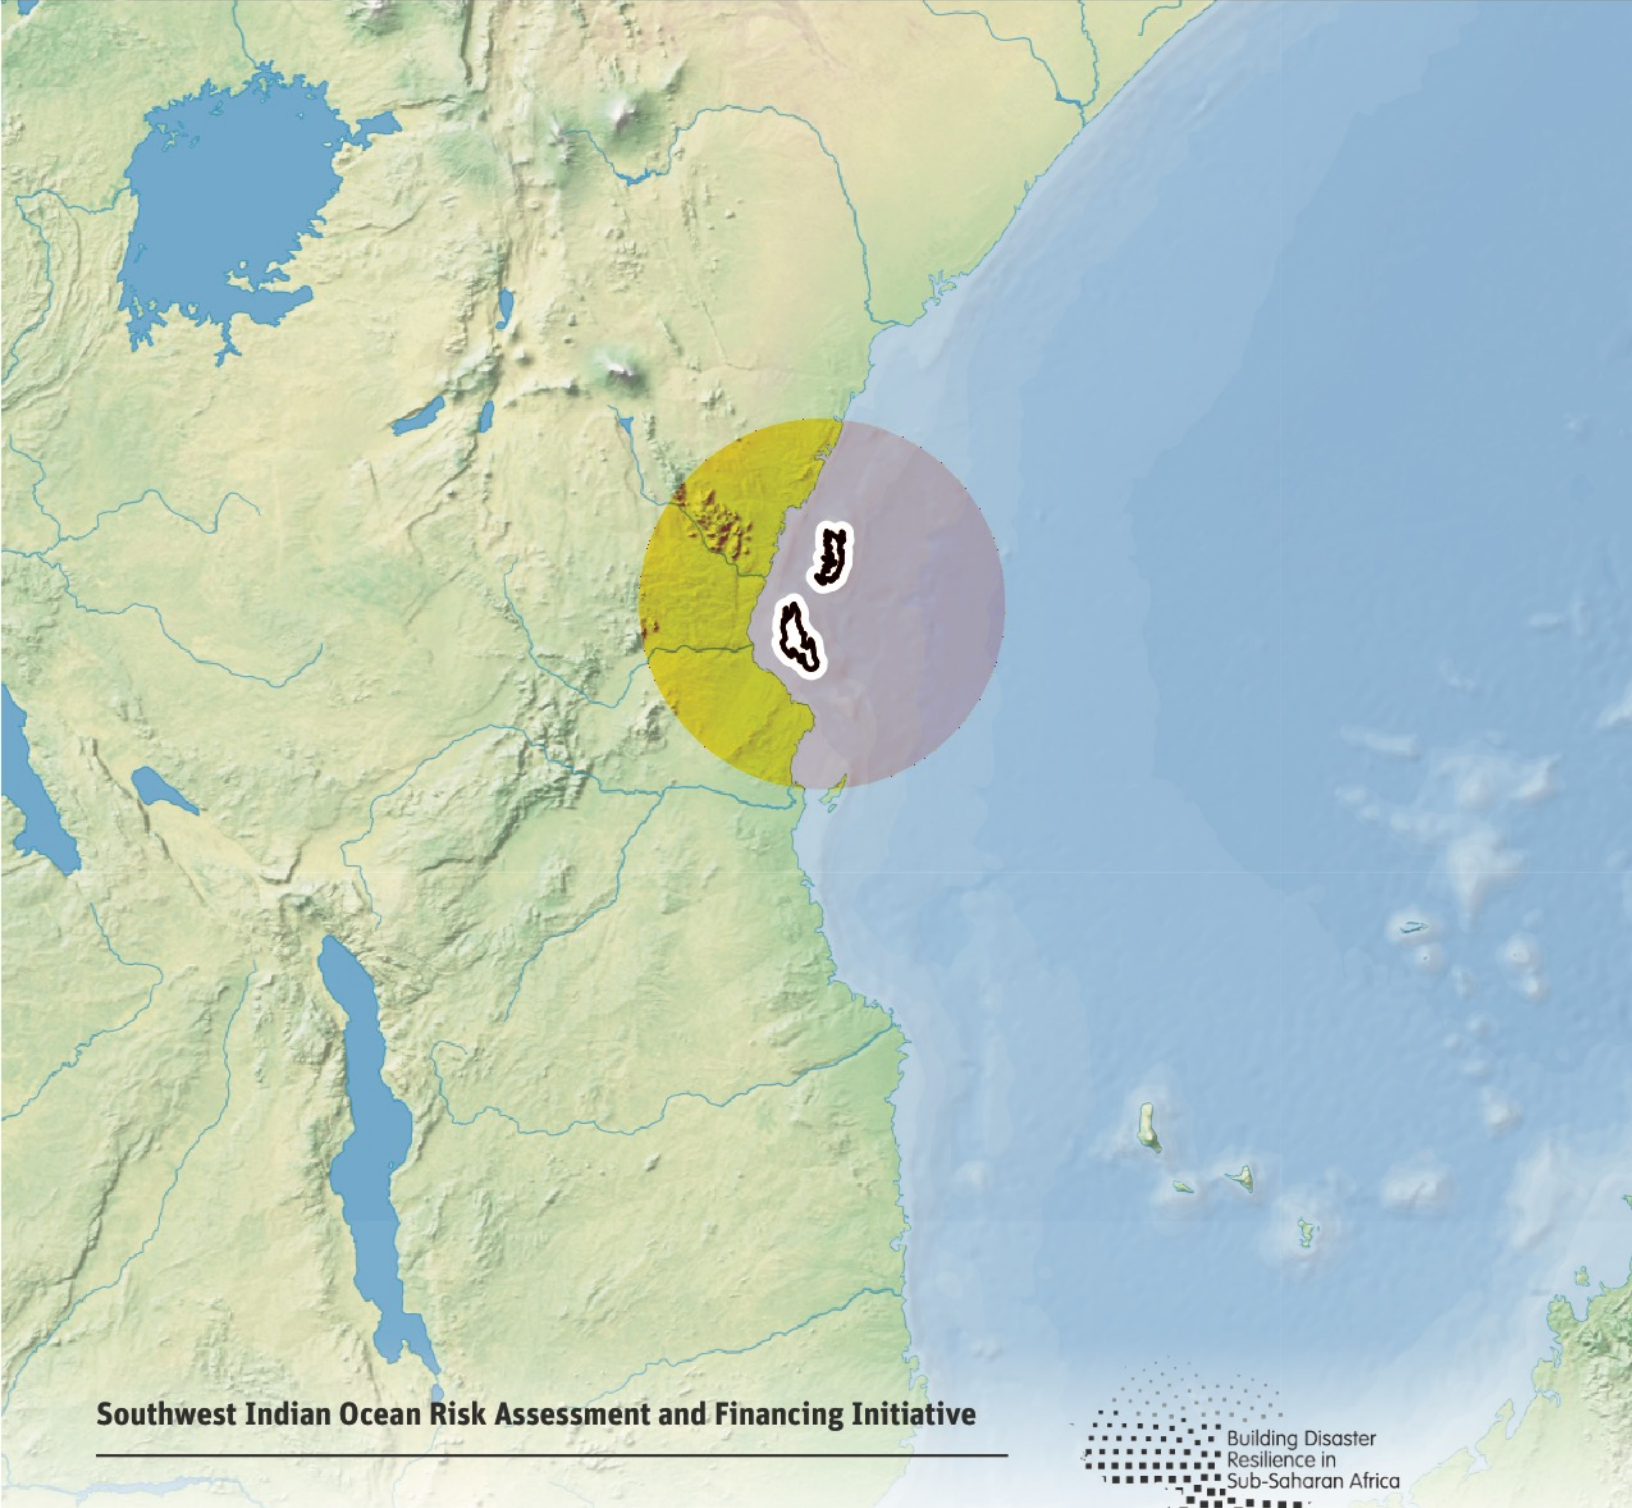 Southwest Indian Ocean Risk Assessment and Financing Initiative
Building Disaster
Resilience in
Sub-Saharan Africa